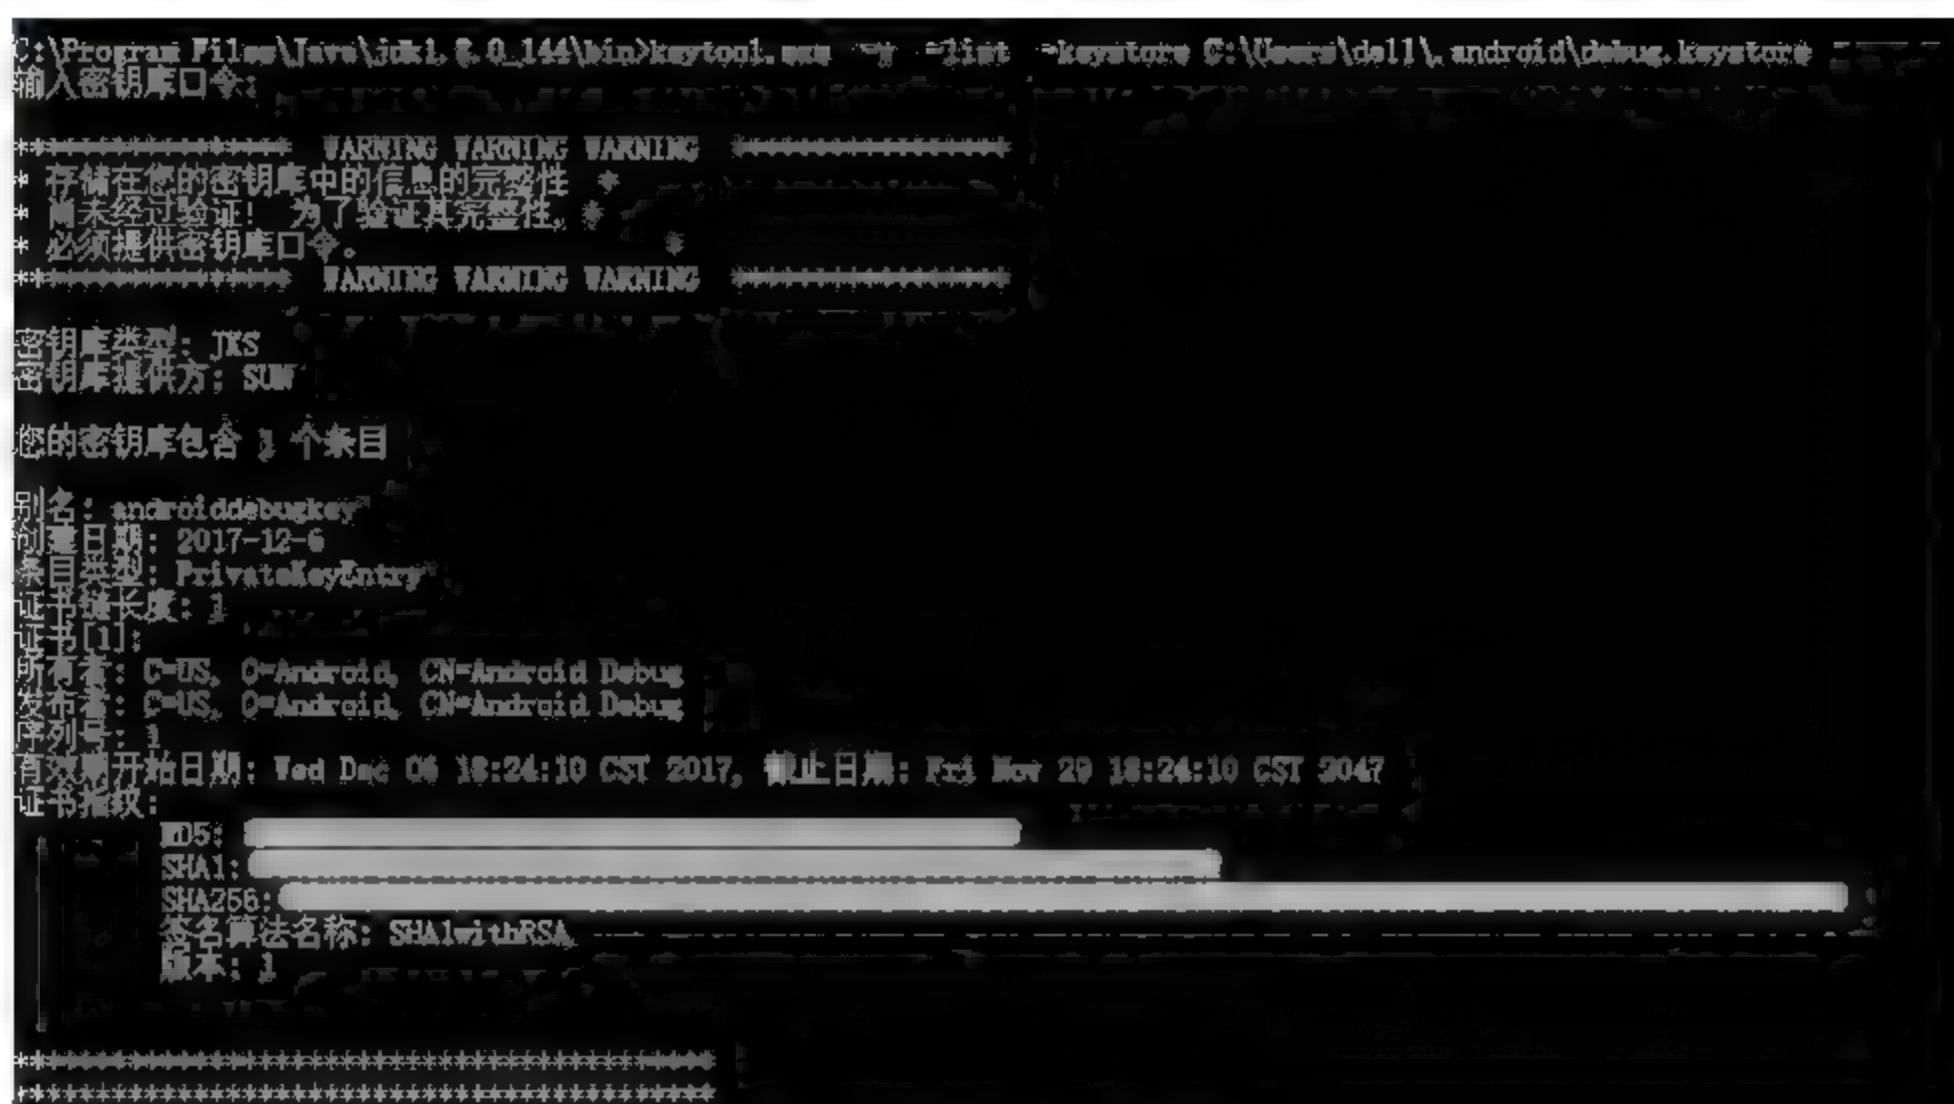 C:\Program Files\Java\jdk1.8.0_144\bin>keytool.exe -v -list -keystore C:\Users\dell\.android\debug.keystore
输入密钥库口令:
***************** WARNING WARNING WARNING *****************
* 存储在您的密钥库中的信息的完整性 *
* 尚未经过验证! 为了验证其完整性, *
* 必须提供密钥库口令。 *
***************** WARNING WARNING WARNING *****************
密钥库类型: JKS
密钥库提供方: SUN
您的密钥库包含 1 个条目
别名: androiddebugkey
创建日期: 2017-12-6
条目类型: PrivateKeyEntry
证书链长度: 1
证书[1]:
所有者: C=US, O=Android, CN=Android Debug
发布者: C=US, O=Android, CN=Android Debug
序列号: 1
有效期开始日期: Wed Dec 06 18:24:10 CST 2017, 截止日期: Fri Nov 29 18:24:10 CST 2047
证书指纹:
MD5:
SHA1:
SHA256:
签名算法名称: SHA1withRSA
版本: 1
*******************************************
*******************************************